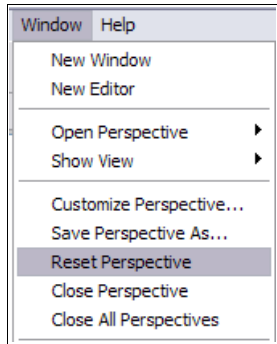 Window Help
New Window
New Editor
Open Perspective
Show View
Customize Perspective...
Save Perspective As...
Reset Perspective
Close Perspective
Close All Perspectives